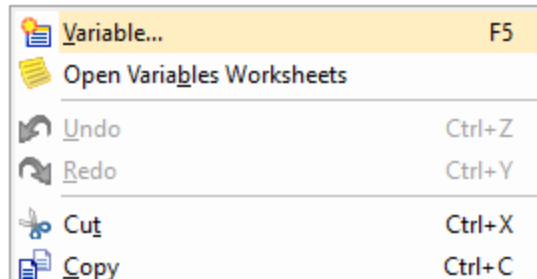 Variable... F5
Open Variables Worksheets
Undo Ctrl+Z
Redo Ctrl+Y
Cut Ctrl+X
Copy Ctrl+C